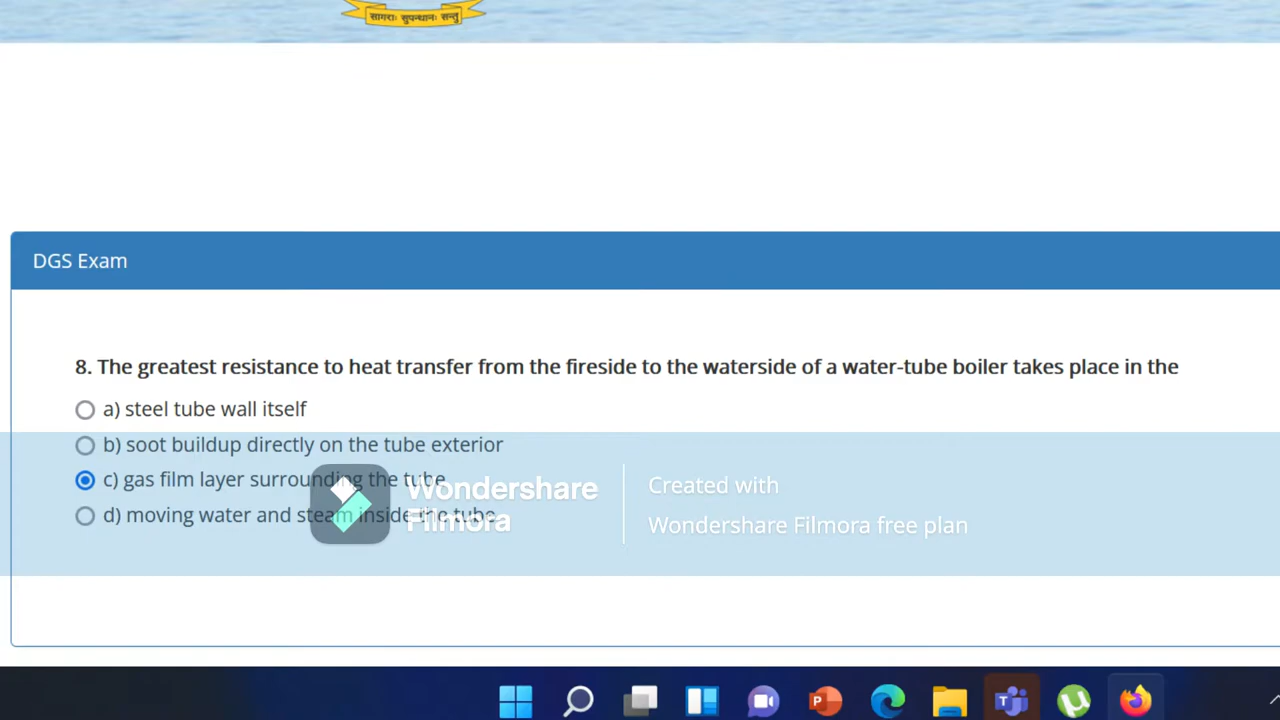 सागराः सुपन्थानः सन्तु
DGS Exam
8. The greatest resistance to heat transfer from the fireside to the waterside of a water-tube boiler takes place in the
a) steel tube wall itself
b) soot buildup directly on the tube exterior
c) gas film layer surrounding the tube
d) moving water and steam inside the tube
Wondershare
Filmora
Created with
Wondershare Filmora free plan